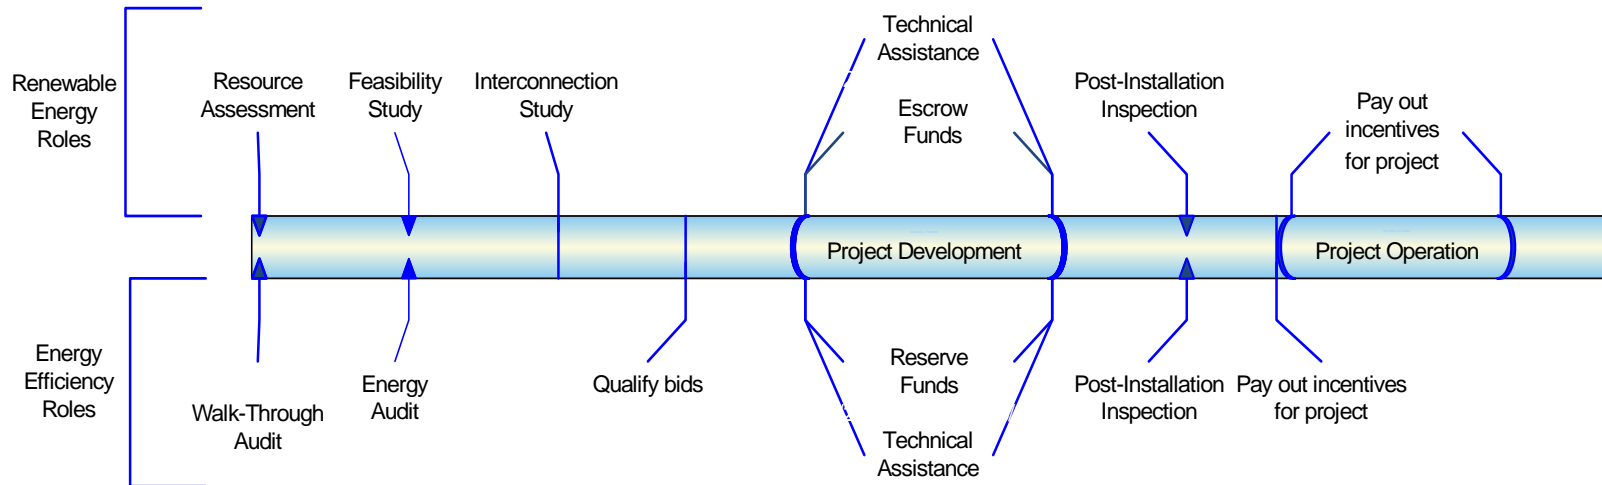 Renewable
Energy
Roles
Resource
Assessment
Feasibility
Study
Interconnection
Study
Technical
Assistance
Escrow
Funds
Post-Installation
Inspection
Pay out
incentives
for project
Project Development
Project Operation
Energy
Efficiency
Roles
Walk-Through
Audit
Energy
Audit
Qualify bids
Reserve
Funds
Technical
Assistance
Post-Installation
Inspection
Pay out incentives
for project